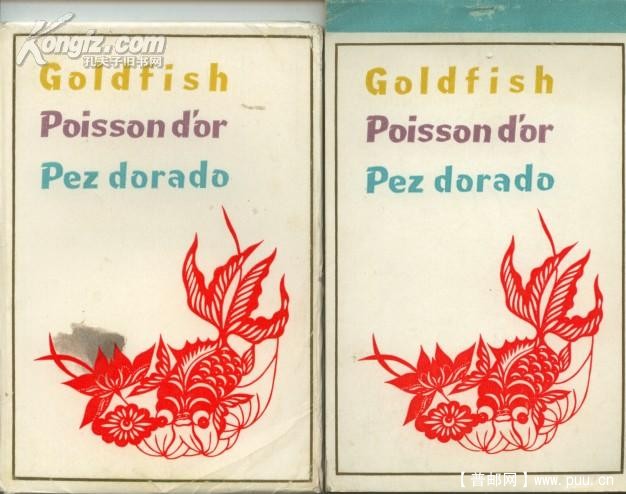 Kongfz.com
孔夫子旧书网
Goldfish
Poisson d'or
Pez dorado
Goldfish
Poisson d'or
Pez dorado
【普邮网】www.puu.cn